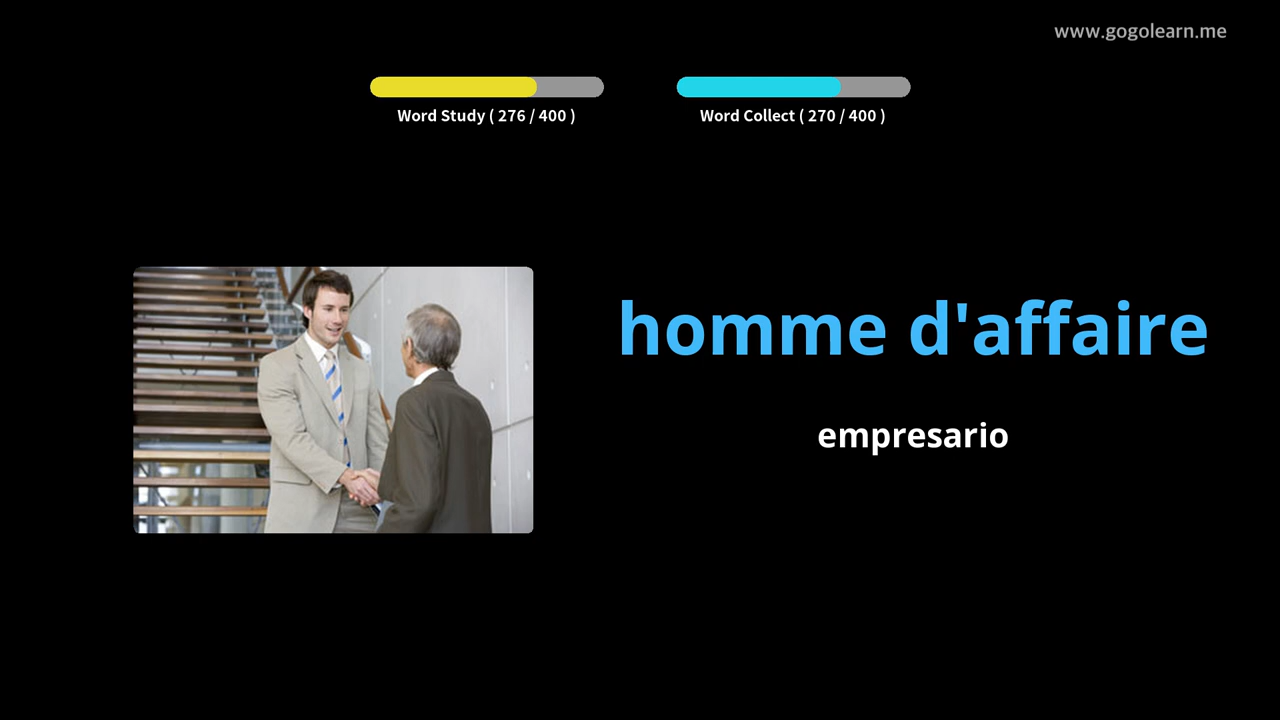 www.gogolearn.me
Word Study ( 276 / 400 )
Word Collect ( 270 / 400 )
homme d'affaire
empresario